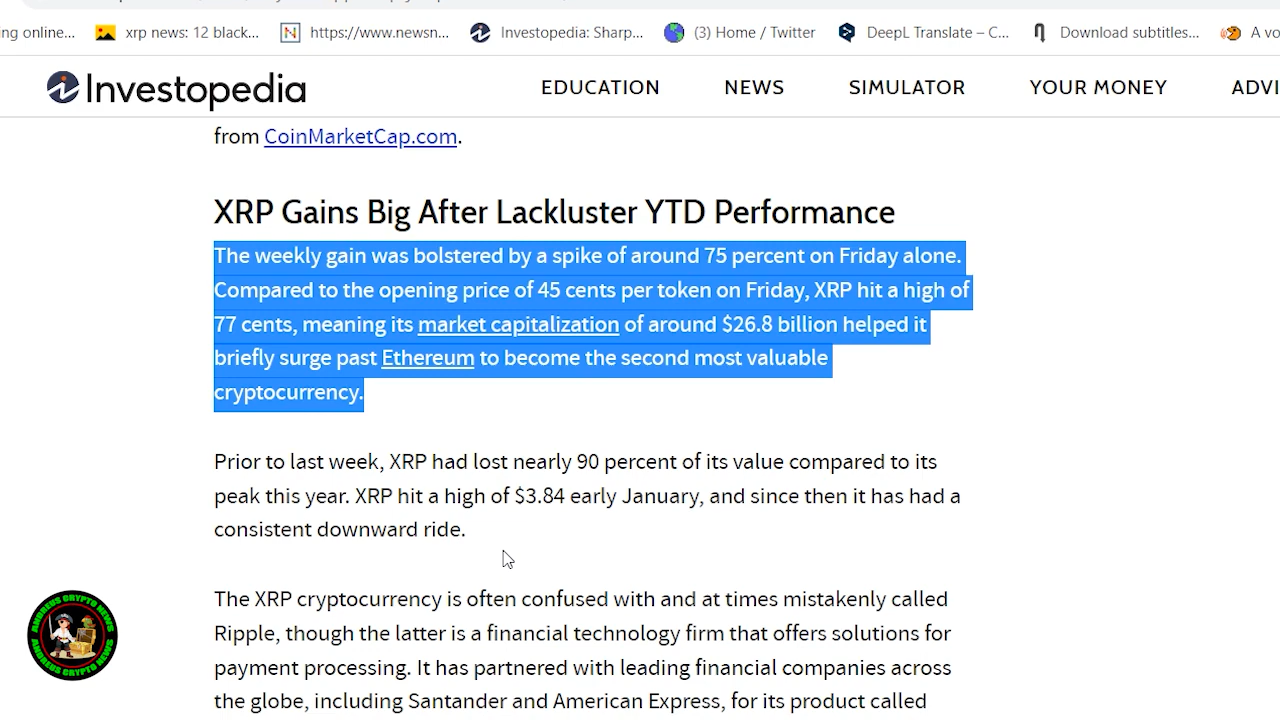 ng online...
xrp news: 12 black...
https://www.newsn...
Investopedia: Sharp...
(3) Home / Twitter
DeepL Translate – C...
Download subtitles...
A vo
Investopedia
EDUCATION
NEWS
SIMULATOR
YOUR MONEY
ADVI
from CoinMarketCap.com.
XRP Gains Big After Lackluster YTD Performance
The weekly gain was bolstered by a spike of around 75 percent on Friday alone.
Compared to the opening price of 45 cents per token on Friday, XRP hit a high of
77 cents, meaning its market capitalization of around $26.8 billion helped it
briefly surge past Ethereum to become the second most valuable
cryptocurrency.
Prior to last week, XRP had lost nearly 90 percent of its value compared to its
peak this year. XRP hit a high of $3.84 early January, and since then it has had a
consistent downward ride.
The XRP cryptocurrency is often confused with and at times mistakenly called
Ripple, though the latter is a financial technology firm that offers solutions for
payment processing. It has partnered with leading financial companies across
the globe, including Santander and American Express, for its product called
ANDREUS CRYPTO NEWS
ANDREUS CRYPTO NEWS